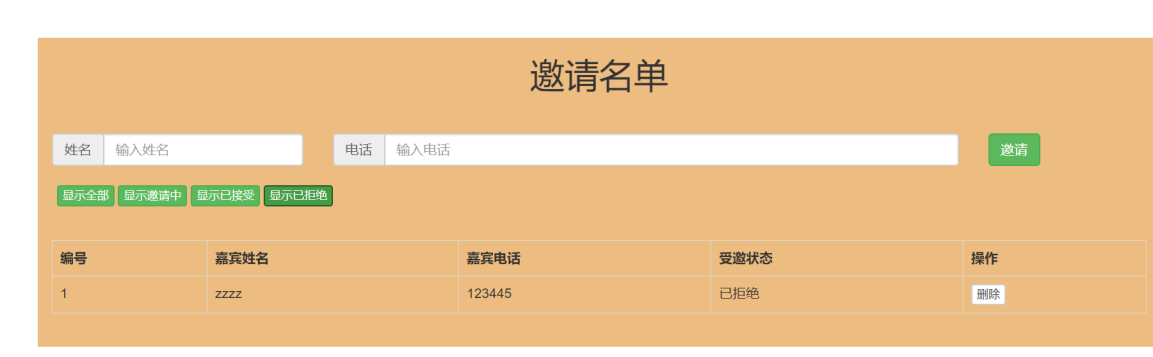 邀请名单
姓名 输入姓名 电话 输入电话 邀请
显示全部 显示邀请中 显示已接受 显示已拒绝
编号 嘉宾姓名 嘉宾电话 受邀状态 操作
1 zzzz 123445 已拒绝 删除